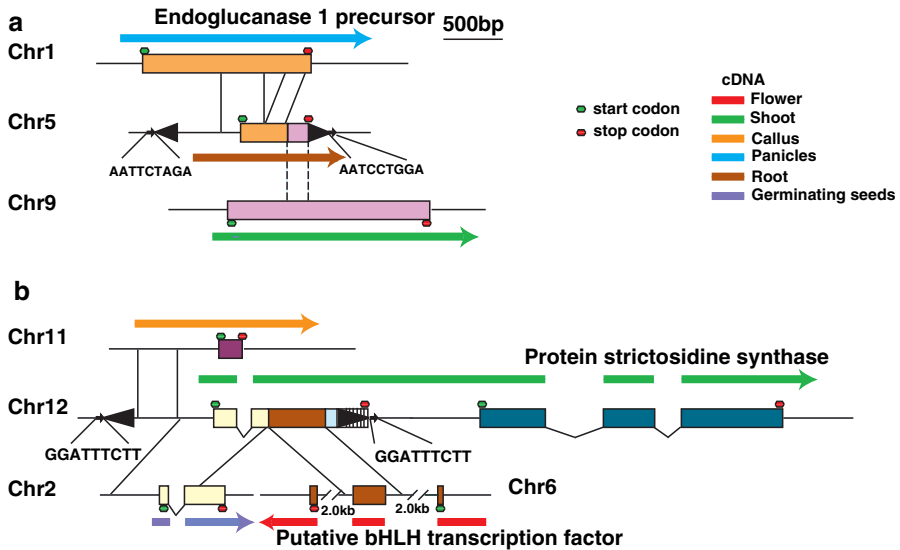 a
Endoglucanase 1 precursor
500bp
Chr1
Chr5
AATTCTAGA
AATCCTGGA
Chr9
start codon
stop codon
cDNA
Flower
Shoot
Callus
Panicles
Root
Germinating seeds
b
Chr11
Protein strictosidine synthase
Chr12
GGATTTCTT
GGATTTCTT
Chr2
2.0kb
2.0kb
Chr6
Putative bHLH transcription factor